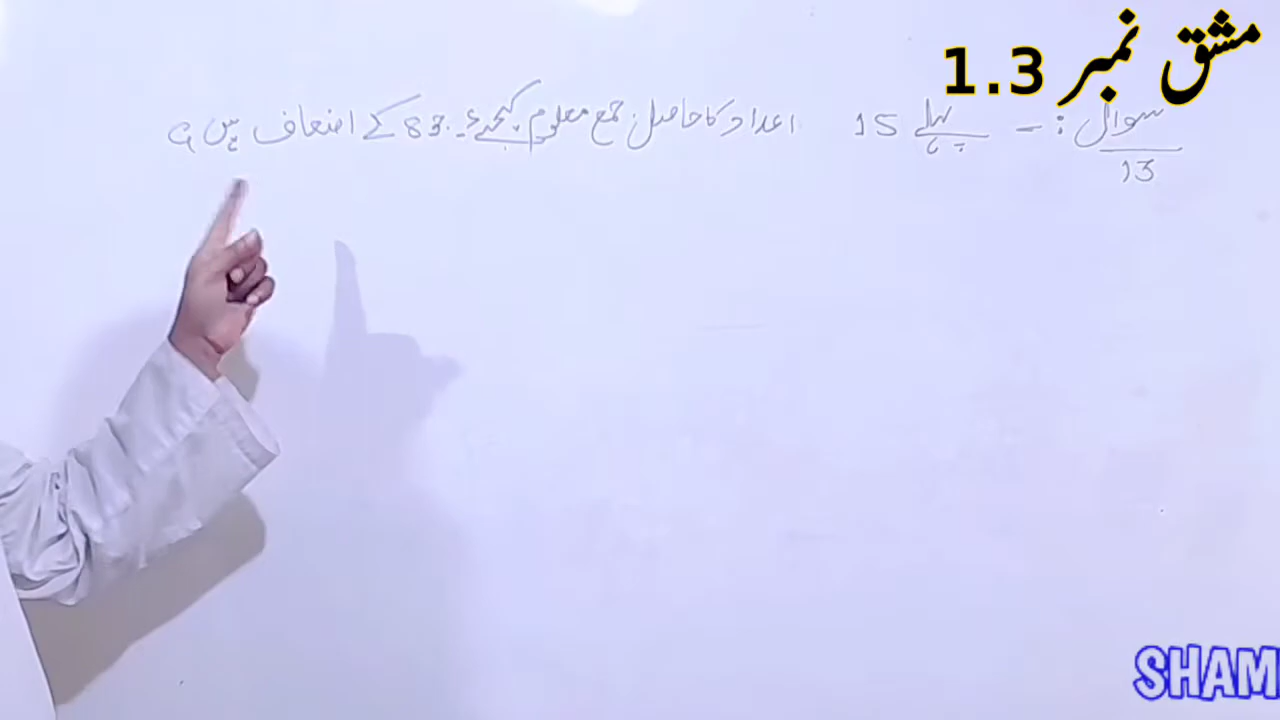 مشق نمبر 1.3
سوال :- پہلے 15 اعداد کا حاصل جمع معلوم کیجئے جو 8 کے اضعاف ہیں ؟
13
SHAM